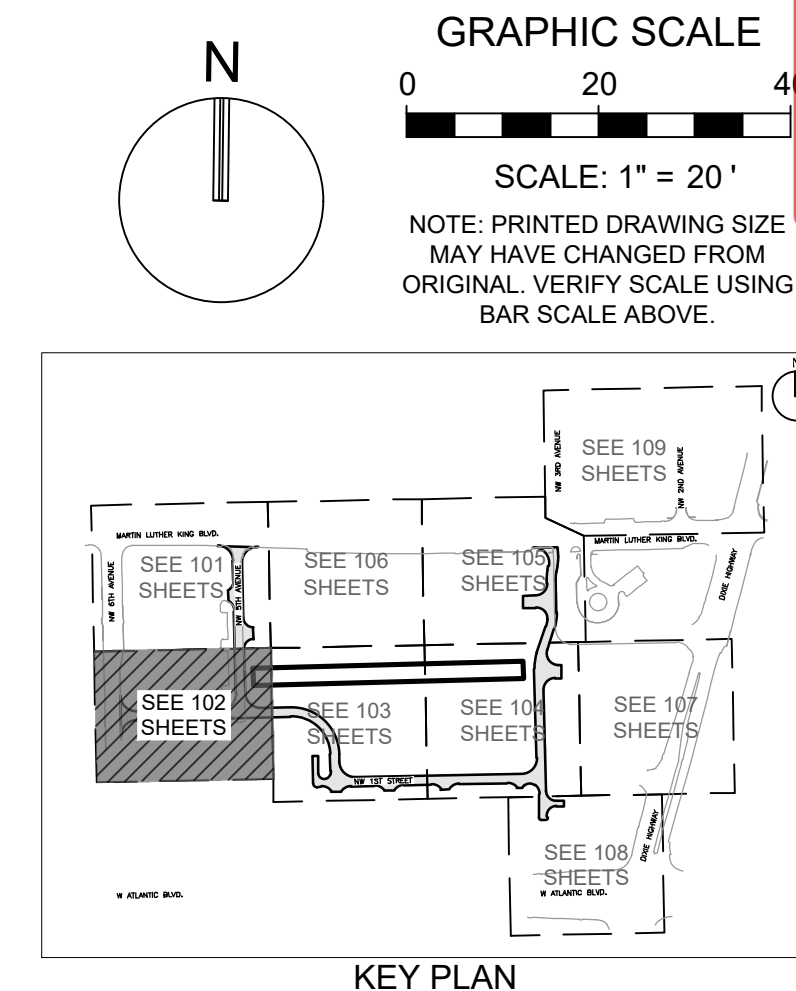 N
GRAPHIC SCALE
0 20
SCALE: 1" = 20 '
NOTE: PRINTED DRAWING SIZE
MAY HAVE CHANGED FROM
ORIGINAL. VERIFY SCALE USING
BAR SCALE ABOVE.
N
SEE 109
SHEETS
NW 3RD AVENUE
NW 2ND AVENUE
MARTIN LUTHER KING BLVD.
MARTIN LUTHER KING BLVD.
SEE 101
SHEETS
SEE 106
SHEETS
SEE 105
SHEETS
NW 6TH AVENUE
NW 5TH AVENUE
DIXIE HIGHWAY
SEE 102
SHEETS
SEE 103
SHEETS
SEE 104
SHEETS
SEE 107
SHEETS
NW 1ST STREET
DIXIE HIGHWAY
SEE 108
SHEETS
W ATLANTIC BLVD.
W ATLANTIC BLVD.
KEY PLAN